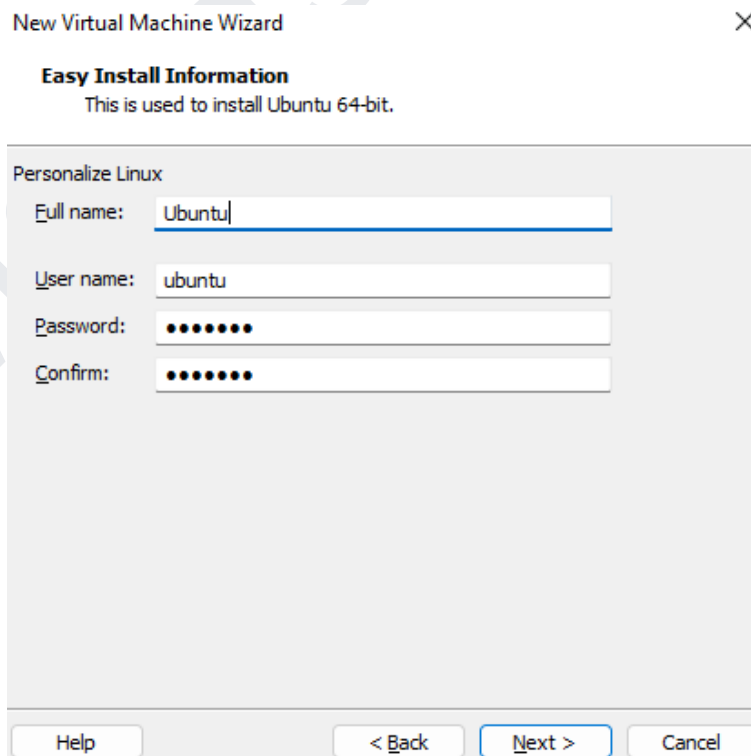 New Virtual Machine Wizard
Easy Install Information
This is used to install Ubuntu 64-bit.
Personalize Linux
Full name: Ubuntu
User name: ubuntu
Password: •••••••
Confirm: •••••••
Help < Back Next > Cancel